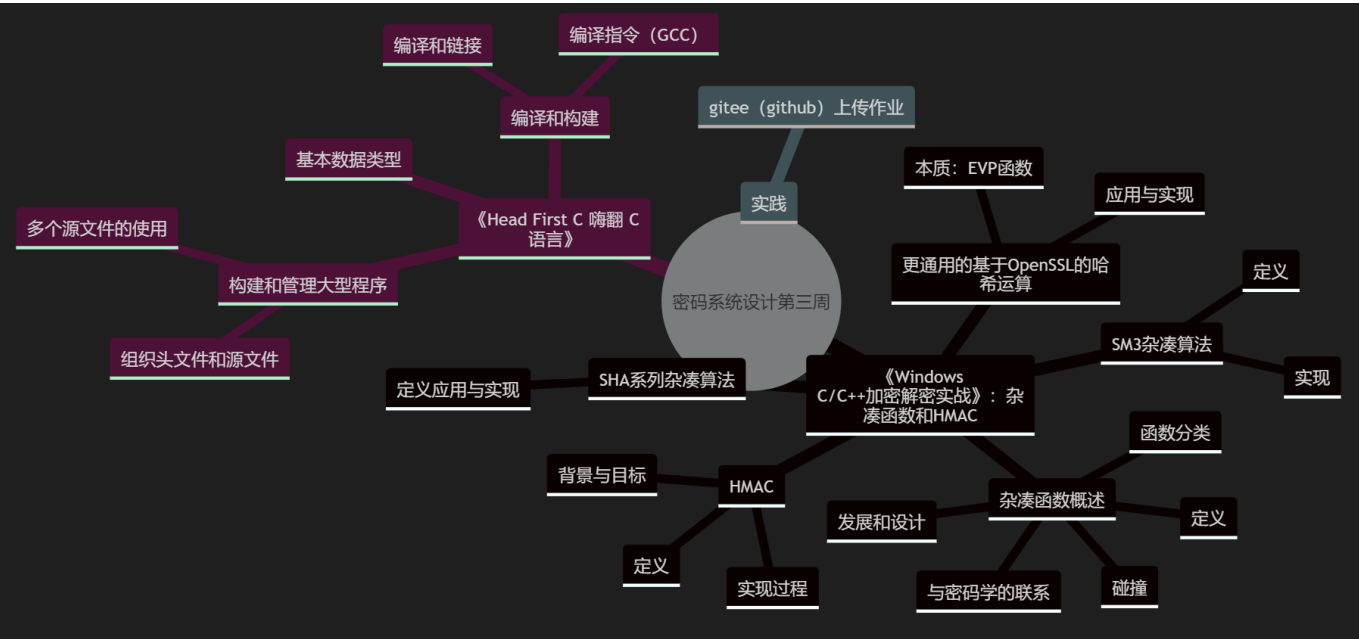 编译和链接
编译指令（GCC）
编译和构建
gitee（github）上传作业
基本数据类型
本质：EVP函数
应用与实现
实践
多个源文件的使用
《Head First C 嗨翻 C
语言》
更通用的基于OpenSSL的哈
希运算
定义
构建和管理大型程序
密码系统设计第三周
组织头文件和源文件
SM3杂凑算法
定义应用与实现
SHA系列杂凑算法
《Windows
C/C++加密解密实战》：杂
凑函数和HMAC
实现
函数分类
背景与目标
HMAC
杂凑函数概述
发展和设计
定义
定义
实现过程
与密码学的联系
碰撞